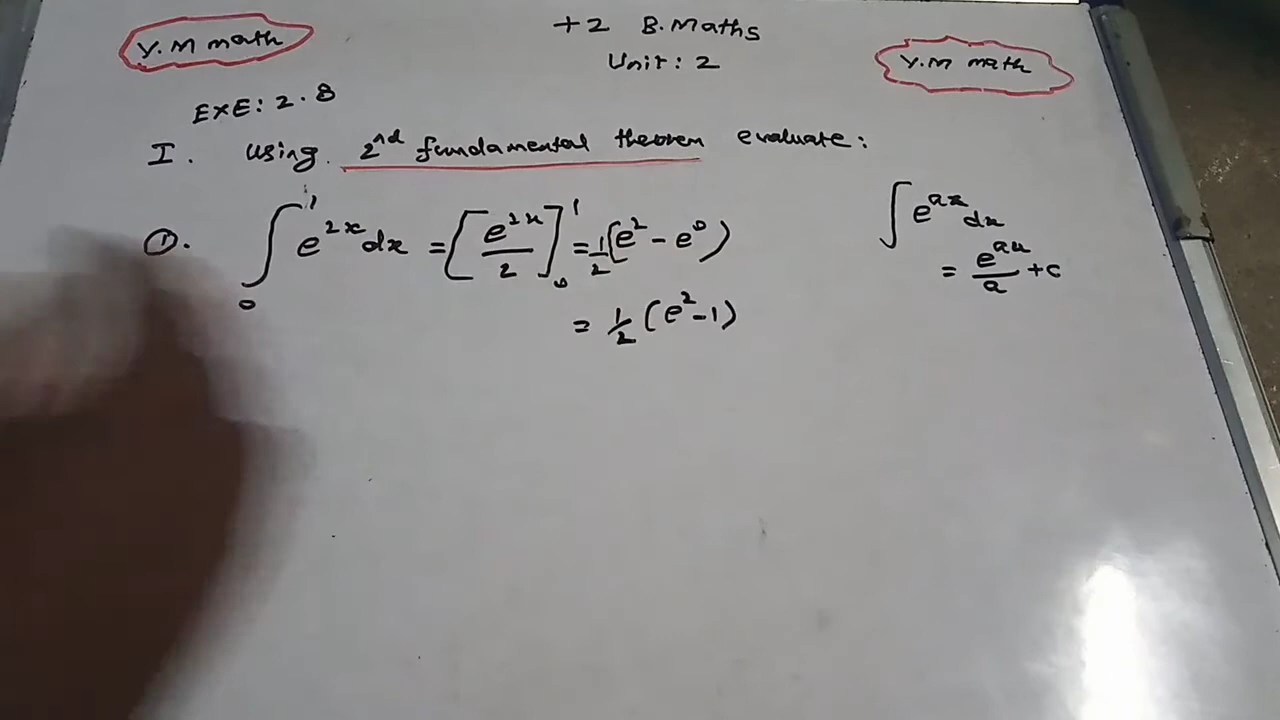 Y.M math
+2 B.Maths
Unit: 2
Y.M math
EXE: 2.8
I. using 2nd fundamental theorem evaluate:
①. ∫₀¹ e^{2x} dx = [e^{2x}/2]₀¹ = 1/2 (e² - e⁰)
= 1/2 (e² - 1)
∫ e^{ax} dx
= e^{ax}/a + c